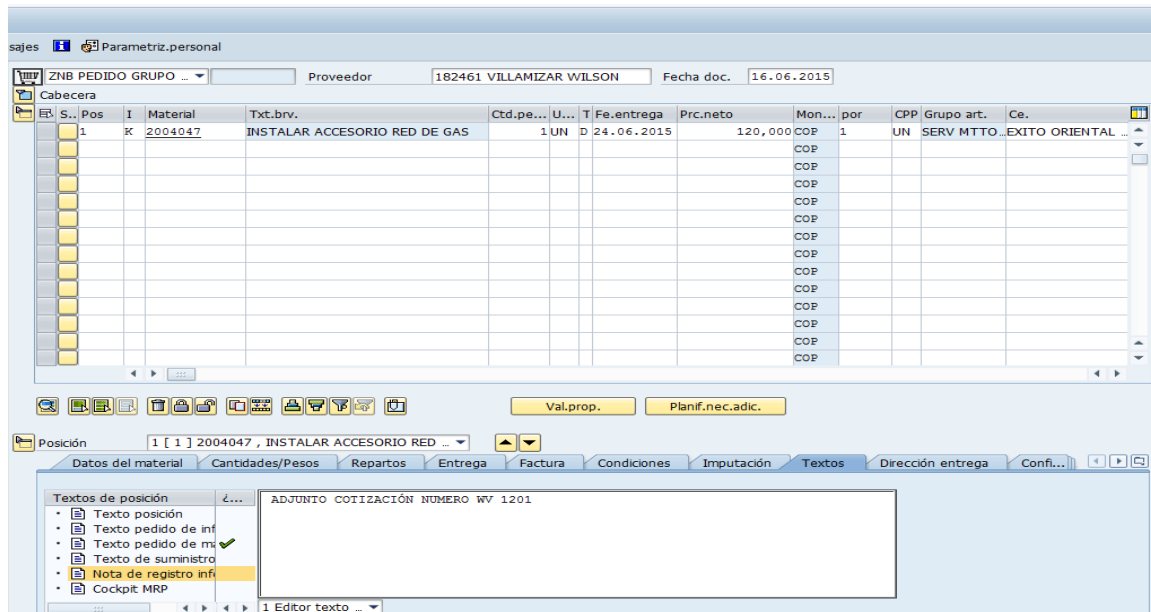 sajes Parametriz.personal
ZNB PEDIDO GRUPO ... Proveedor 182461 VILLAMIZAR WILSON Fecha doc. 16.06.2015
Cabecera
S.. Pos I Material Txt.brv. Ctd.pe... U... T Fe.entrega Prc.neto Mon... por CPP Grupo art. Ce.
1 K 2004047 INSTALAR ACCESORIO RED DE GAS 1 UN D 24.06.2015 120,000 COP 1 UN SERV MTTO... EXITO ORIENTAL ...
COP
COP
COP
COP
COP
COP
COP
COP
COP
COP
COP
COP
COP
Val.prop. Planif.nec.adic.
Posición 1 [ 1 ] 2004047 , INSTALAR ACCESORIO RED ...
Datos del material Cantidades/Pesos Repartos Entrega Factura Condiciones Imputación Textos Dirección entrega Confi...
Textos de posición ¿... ADJUNTO COTIZACIÓN NUMERO WV 1201
Texto posición
Texto pedido de inf
Texto pedido de ma
Texto de suministro
Nota de registro info
Cockpit MRP
1 Editor texto ...